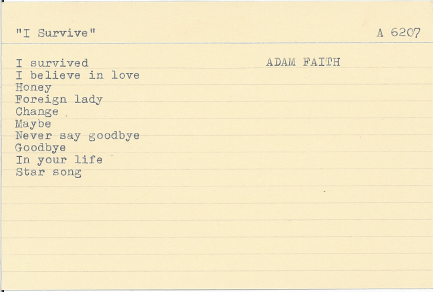 "I Survive" A 6207
I survived ADAM FAITH
I believe in love
Honey
Foreign lady
Change
Maybe
Never say goodbye
Goodbye
In your life
Star song